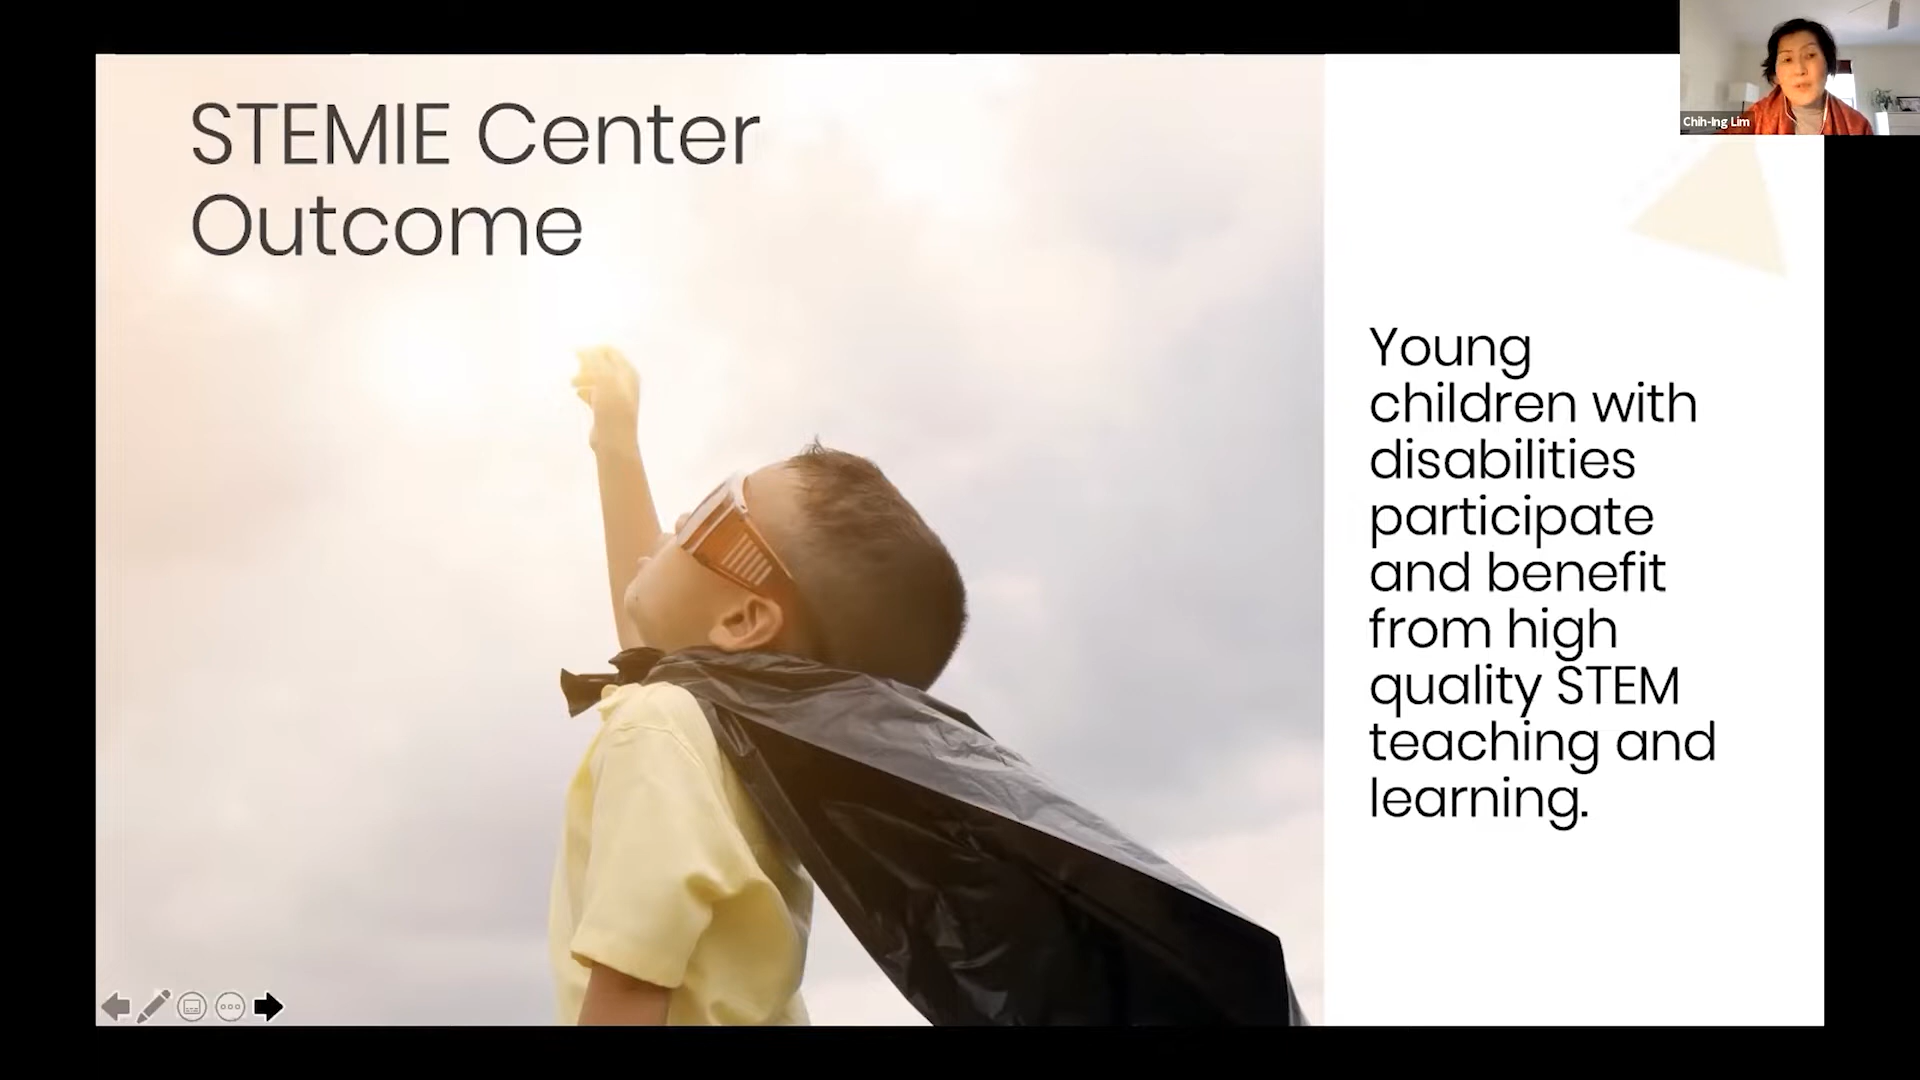 STEMIE Center
Outcome
Chih-Ing Lim
Young
children with
disabilities
participate
and benefit
from high
quality STEM
teaching and
learning.